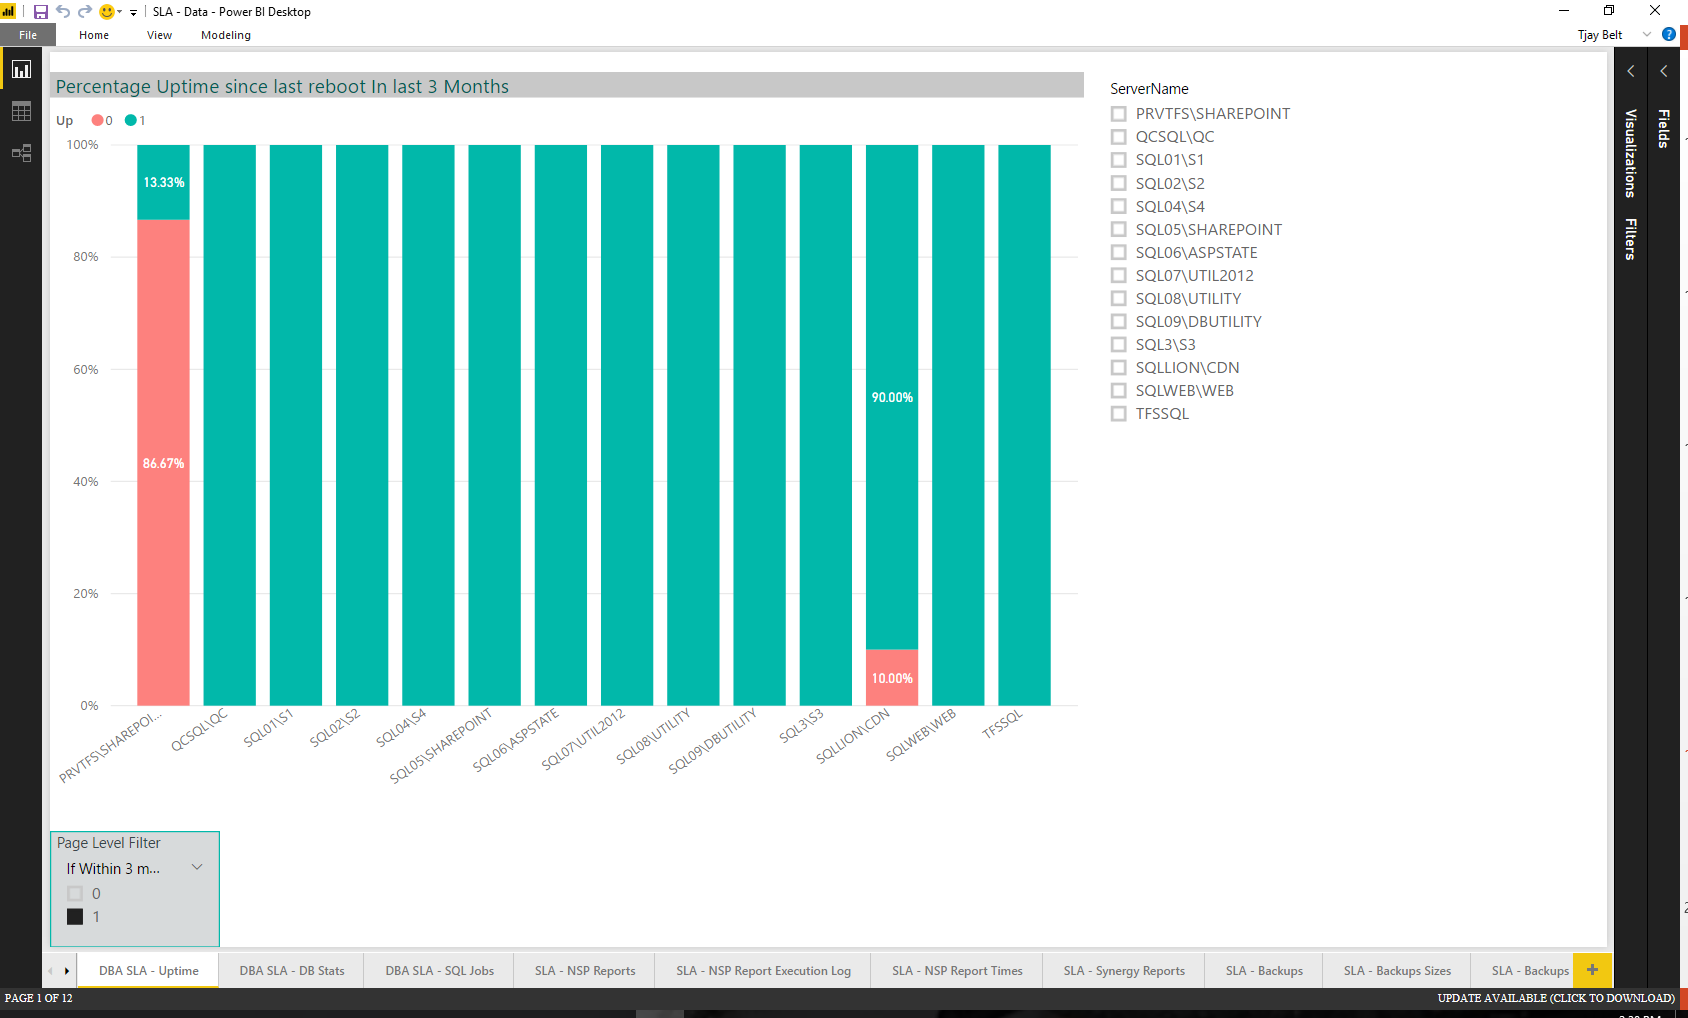 SLA - Data - Power BI Desktop
File Home View Modeling
Tjay Belt
?
Percentage Uptime since last reboot In last 3 Months
Up 0 1
100%
80%
60%
40%
20%
0%
13.33%
86.67%
90.00%
10.00%
PRVTFS\SHAREPOI...
QCSQL\QC
SQL01\S1
SQL02\S2
SQL04\S4
SQL05\SHAREPOINT
SQL06\ASPSTATE
SQL07\UTIL2012
SQL08\UTILITY
SQL09\DBUTILITY
SQL3\S3
SQLLION\CDN
SQLWEB\WEB
TFSSQL
ServerName
PRVTFS\SHAREPOINT
QCSQL\QC
SQL01\S1
SQL02\S2
SQL04\S4
SQL05\SHAREPOINT
SQL06\ASPSTATE
SQL07\UTIL2012
SQL08\UTILITY
SQL09\DBUTILITY
SQL3\S3
SQLLION\CDN
SQLWEB\WEB
TFSSQL
Visualizations
Filters
Fields
Page Level Filter
If Within 3 m...
0
1
DBA SLA - Uptime DBA SLA - DB Stats DBA SLA - SQL Jobs SLA - NSP Reports SLA - NSP Report Execution Log SLA - NSP Report Times SLA - Synergy Reports SLA - Backups SLA - Backups Sizes SLA - Backups +
PAGE 1 OF 12
UPDATE AVAILABLE (CLICK TO DOWNLOAD)